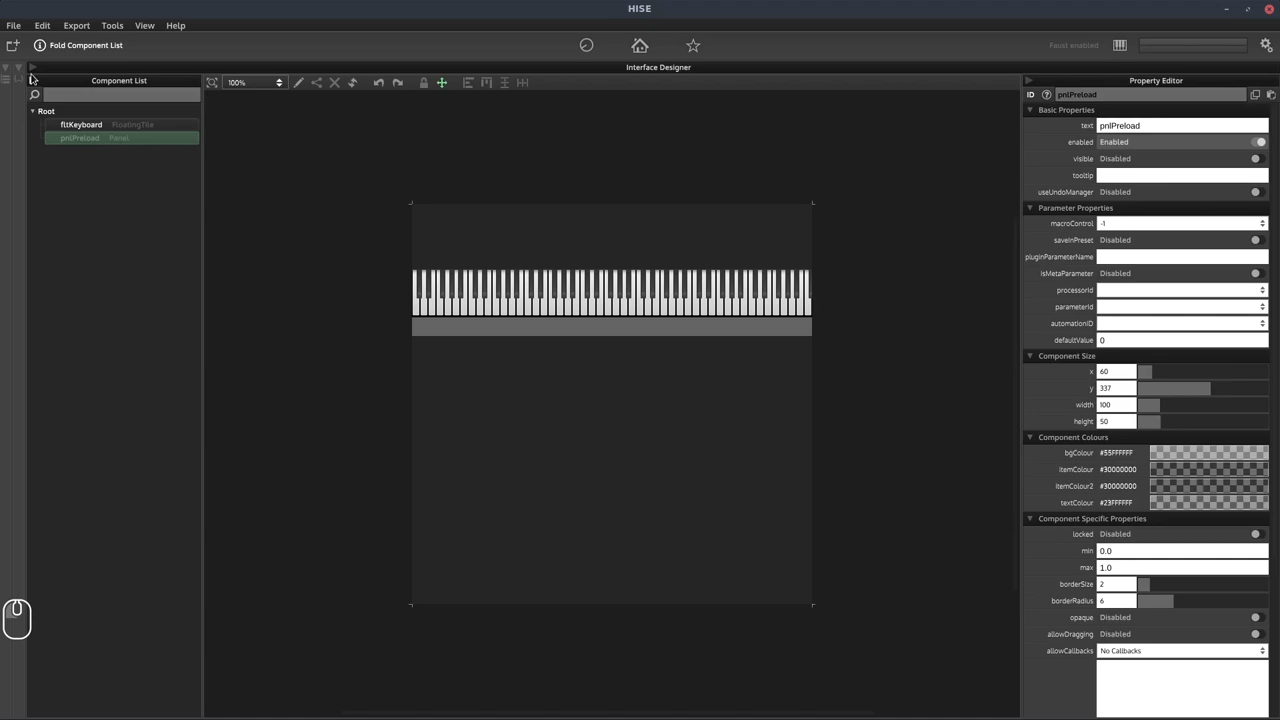 HISE
File Edit Export Tools View Help
Fold Component List
Faust enabled
Interface Designer
Component List
100%
Property Editor
ID pnlPreload
Root
fltKeyboard FloatingTile
pnlPreload Panel
Basic Properties
text pnlPreload
enabled Enabled
visible Disabled
tooltip
useUndoManager Disabled
Parameter Properties
macroControl -1
saveInPreset Disabled
pluginParameterName
isMetaParameter Disabled
processorId
parameterId
automationID
defaultValue 0
Component Size
x 60
y 337
width 100
height 50
Component Colours
bgColour #55FFFFFF
itemColour #30000000
itemColour2 #30000000
textColour #23FFFFFF
Component Specific Properties
locked Disabled
min 0.0
max 1.0
borderSize 2
borderRadius 6
opaque Disabled
allowDragging Disabled
allowCallbacks No Callbacks